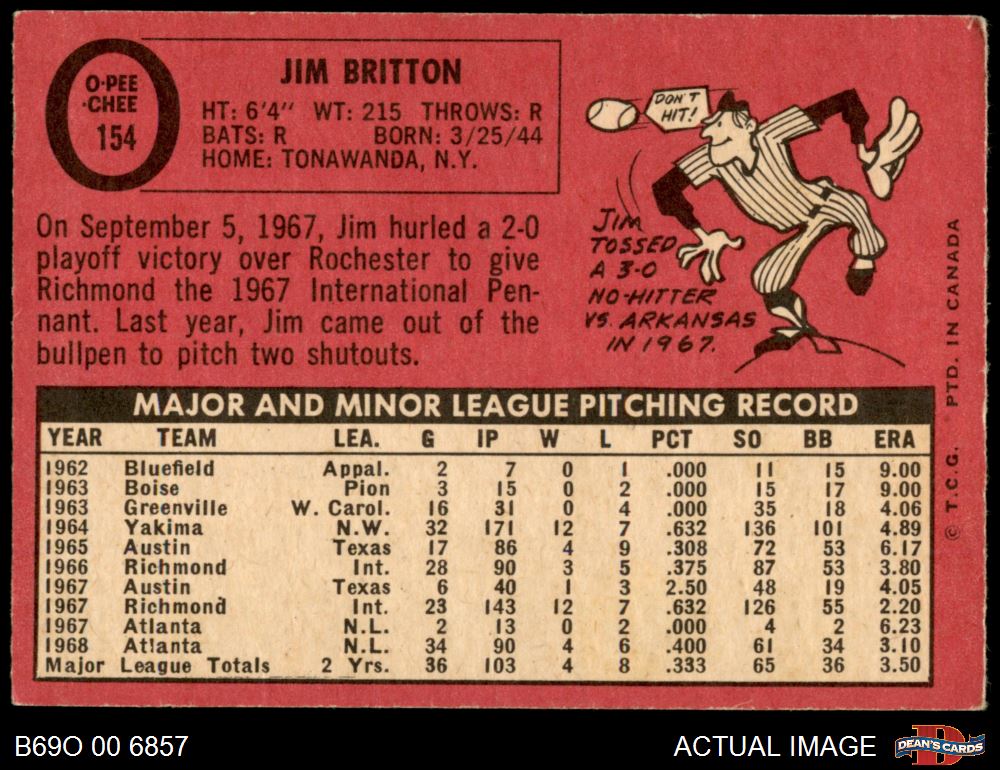 O-PEE
-CHEE
154
JIM BRITTON
HT: 6'4" WT: 215 THROWS: R
BATS: R BORN: 3/25/44
HOME: TONAWANDA, N.Y.
DON'T
HIT!
On September 5, 1967, Jim hurled a 2-0
playoff victory over Rochester to give
Richmond the 1967 International Pen-
nant. Last year, Jim came out of the
bullpen to pitch two shutouts.
JIM
TOSSED
A 3-0
NO-HITTER
VS. ARKANSAS
IN 1967.
MAJOR AND MINOR LEAGUE PITCHING RECORD
YEAR TEAM LEA. G IP W L PCT SO BB ERA
1962 Bluefield Appal. 2 7 0 1 .000 11 15 9.00
1963 Boise Pion 3 15 0 2 .000 15 17 9.00
1963 Greenville W. Carol. 16 31 0 4 .000 35 18 4.06
1964 Yakima N.W. 32 171 12 7 .632 136 101 4.89
1965 Austin Texas 17 86 4 9 .308 72 53 6.17
1966 Richmond Int. 28 90 3 5 .375 87 53 3.80
1967 Austin Texas 6 40 1 3 2.50 48 19 4.05
1967 Richmond Int. 23 143 12 7 .632 126 55 2.20
1967 Atlanta N.L. 2 13 0 2 .000 4 2 6.23
1968 Atlanta N.L. 34 90 4 6 .400 61 34 3.10
Major League Totals 2 Yrs. 36 103 4 8 .333 65 36 3.50
© T.C.G. PTD. IN CANADA
B69O 00 6857
ACTUAL IMAGE
D
DEAN'S CARDS